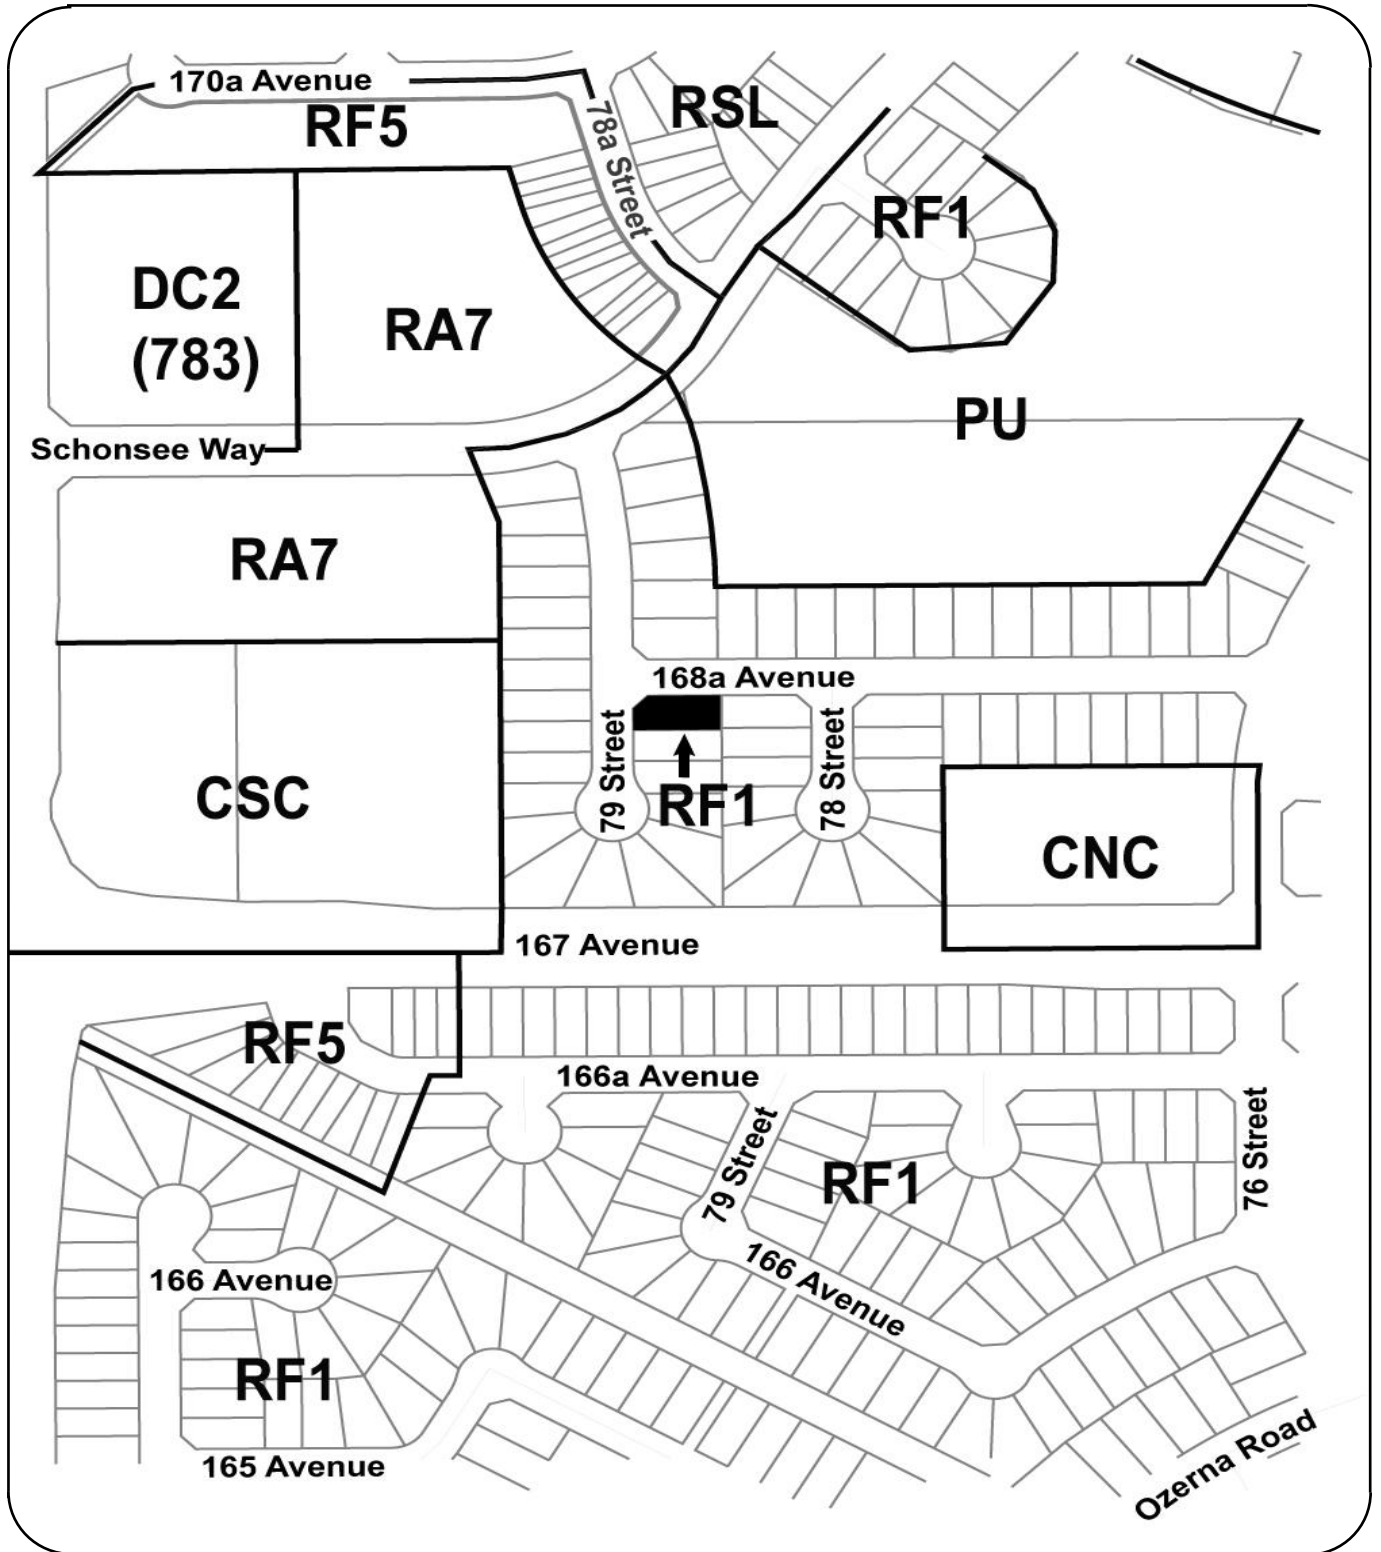 170a Avenue
RF5
RSL
78a Street
RF1
DC2
(783)
RA7
PU
Schonsee Way
RA7
168a Avenue
79 Street
78 Street
CSC
RF1
CNC
167 Avenue
RF5
166a Avenue
79 Street
RF1
76 Street
166 Avenue
166 Avenue
RF1
165 Avenue
Ozerna Road